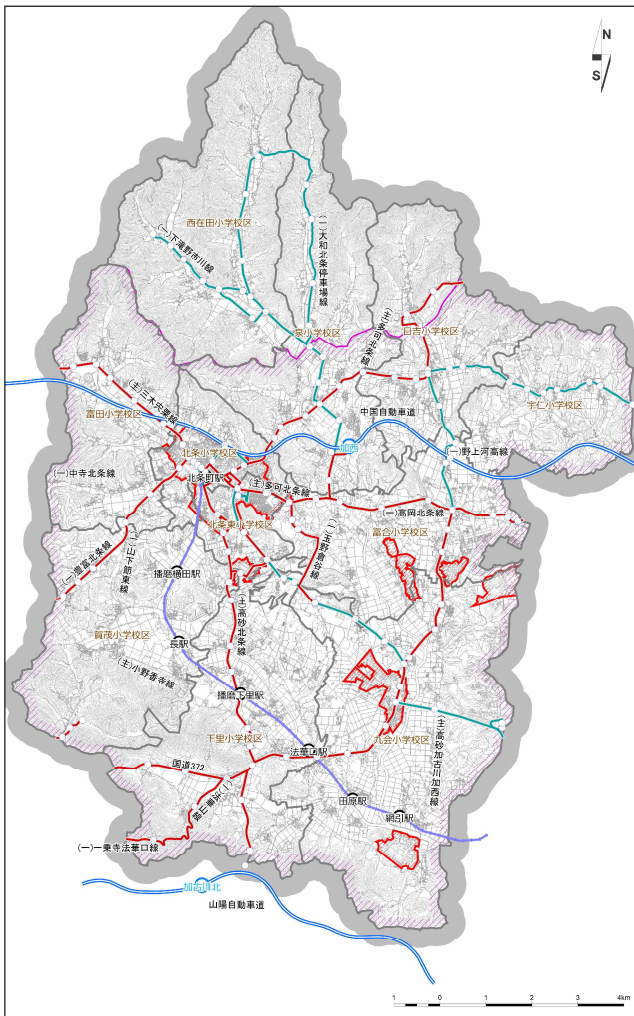 N
S
西在田小学校区
(一)下滝野市川線
(一)大和北条停車場線
泉小学校区
(主)多可北条線
日吉小学校区
(主)三木宍粟線
富田小学校区
中国自動車道
宇仁小学校区
加西
北条小学校区
(一)野上河高線
(一)中寺北条線
北条町駅
(主)多可北条線
(一)高岡北条線
北条東小学校区
(一)玉野倉谷線
富合小学校区
(一)山下筋東線
(一)豊富北条線
播磨横田駅
(主)高砂北条線
賀茂小学校区
長駅
(主)小野香寺線
播磨下里駅
下里小学校区
法華口駅
九会小学校区
(主)高砂加古川加西線
国道372
(一)法華山線
田原駅
網引駅
(一)一乗寺法華口線
加古川北
山陽自動車道
1 0 1 2 3 4km